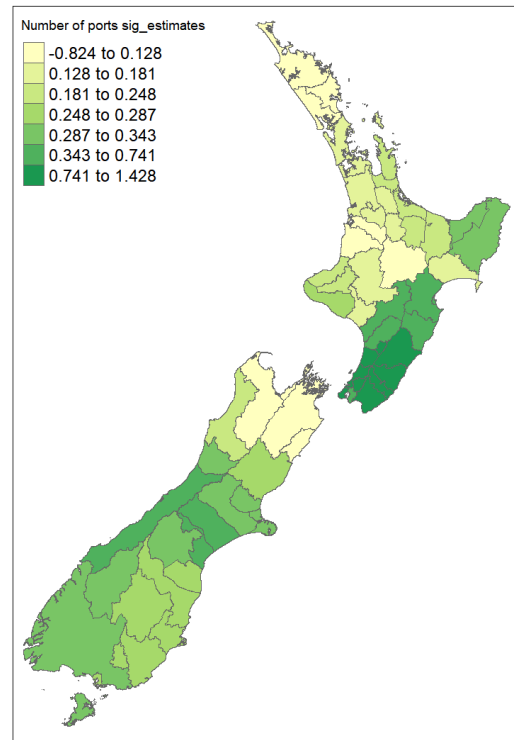 Number of ports sig_estimates
-0.824 to 0.128
0.128 to 0.181
0.181 to 0.248
0.248 to 0.287
0.287 to 0.343
0.343 to 0.741
0.741 to 1.428